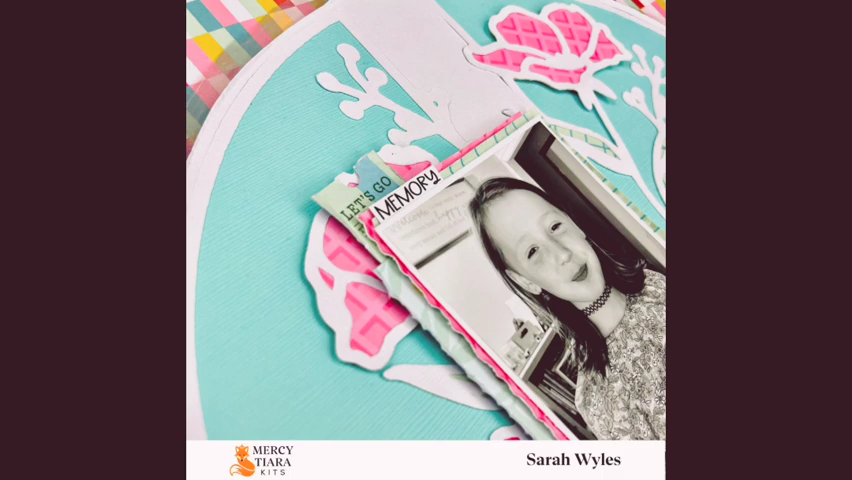 LET'S GO
MEMORY
MERCY
TIARA
KITS
Sarah Wyles